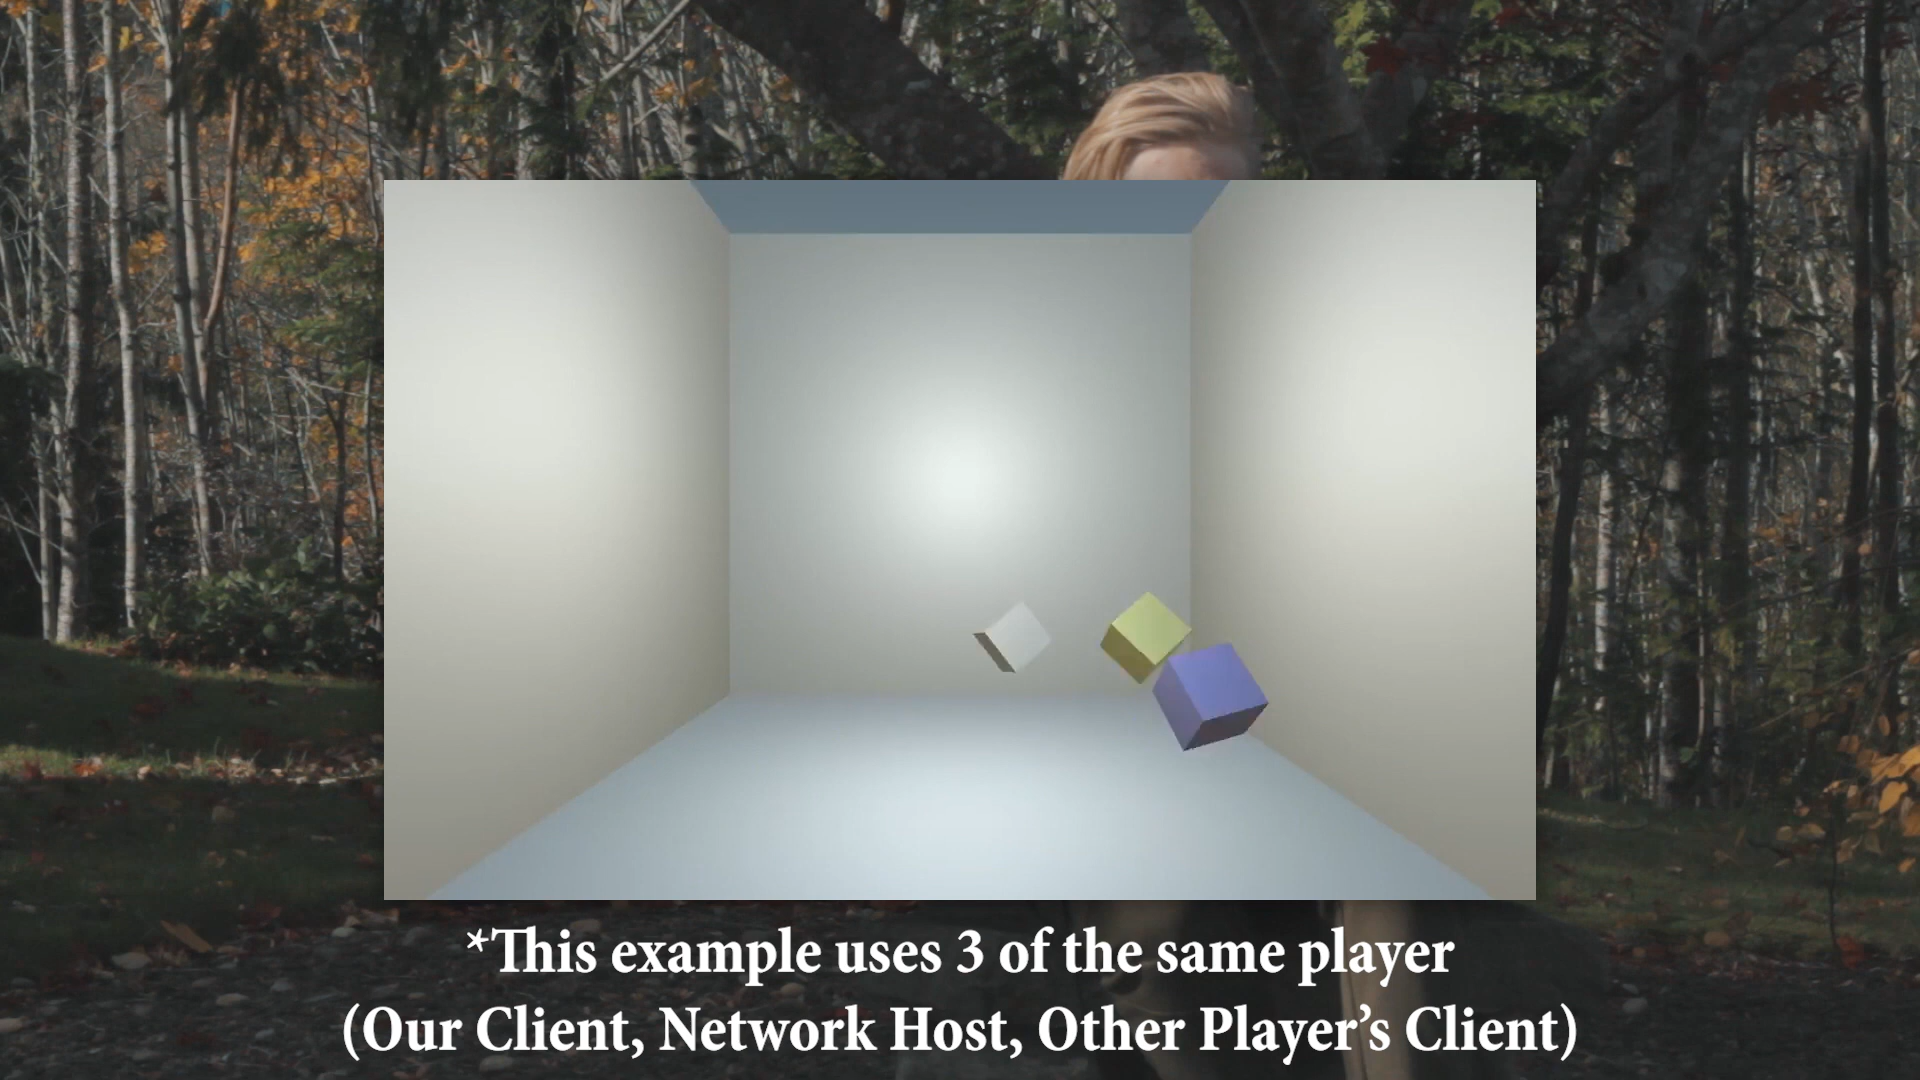 *This example uses 3 of the same player
(Our Client, Network Host, Other Player’s Client)